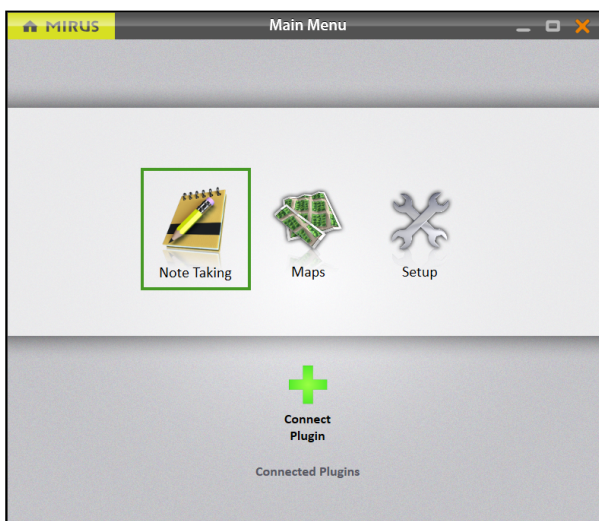 MIRUS
Main Menu
Note Taking
Maps
Setup
Connect
Plugin
Connected Plugins